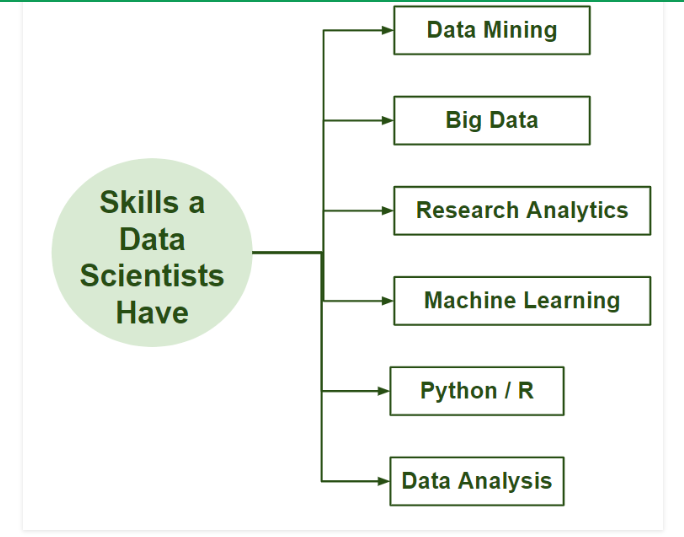 Skills a
Data
Scientists
Have
Data Mining
Big Data
Research Analytics
Machine Learning
Python / R
Data Analysis